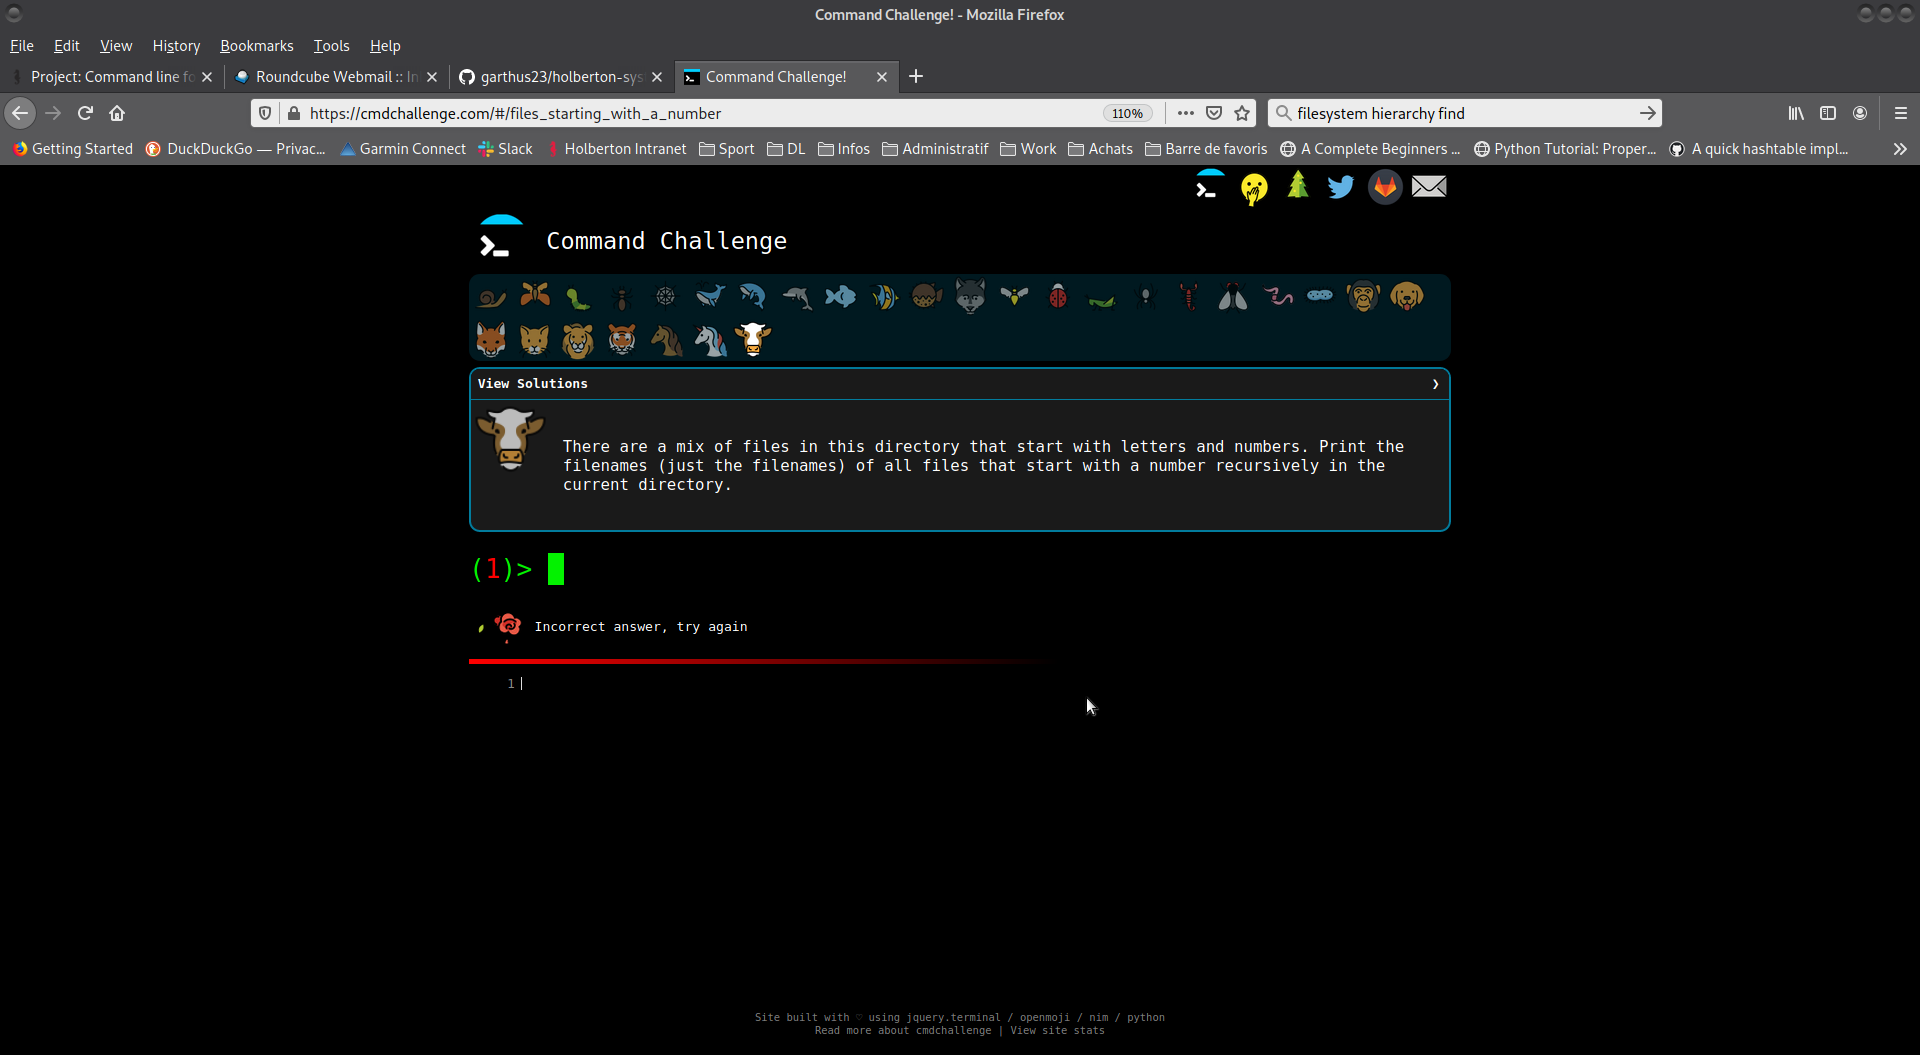 Command Challenge! - Mozilla Firefox
File Edit View History Bookmarks Tools Help
Project: Command line fo Roundcube Webmail :: In garthus23/holberton-sys Command Challenge!
https://cmdchallenge.com/#/files_starting_with_a_number 110% filesystem hierarchy find
Getting Started DuckDuckGo — Privac... Garmin Connect Slack Holberton Intranet Sport DL Infos Administratif Work Achats Barre de favoris A Complete Beginners ... Python Tutorial: Proper... A quick hashtable impl...
Command Challenge
View Solutions
There are a mix of files in this directory that start with letters and numbers. Print the
filenames (just the filenames) of all files that start with a number recursively in the
current directory.
(1)>
Incorrect answer, try again
1
Site built with ♡ using jquery.terminal / openmoji / nim / python
Read more about cmdchallenge | View site stats